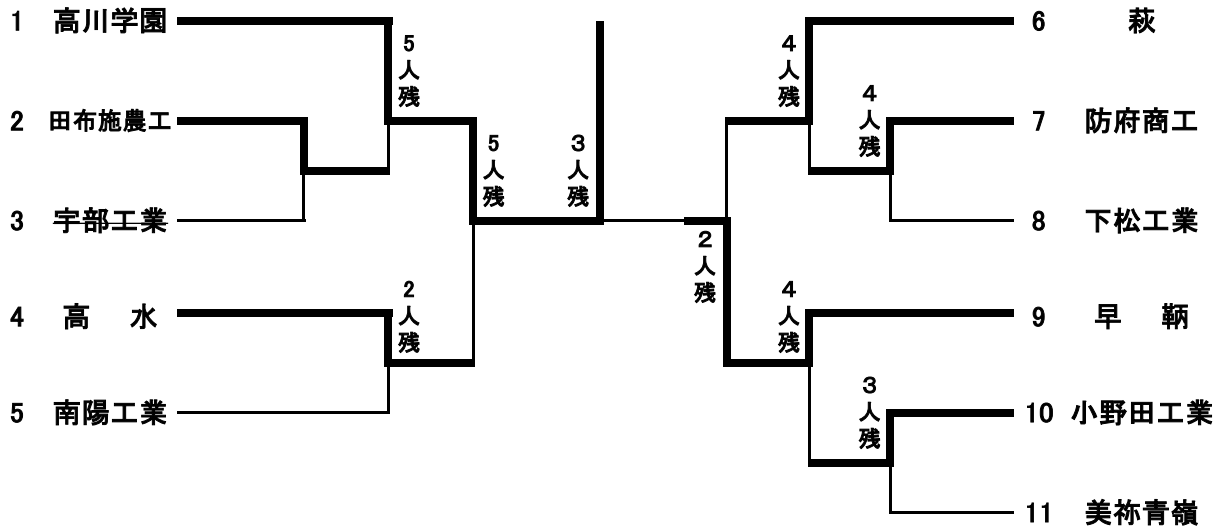 1 高川学園
2 田布施農工
3 宇部工業
4 高 水
5 南陽工業
5人残
2人残
5人残
3人残
2人残
4人残
4人残
4人残
3人残
6 萩
7 防府商工
8 下松工業
9 早 鞆
10 小野田工業
11 美祢青嶺